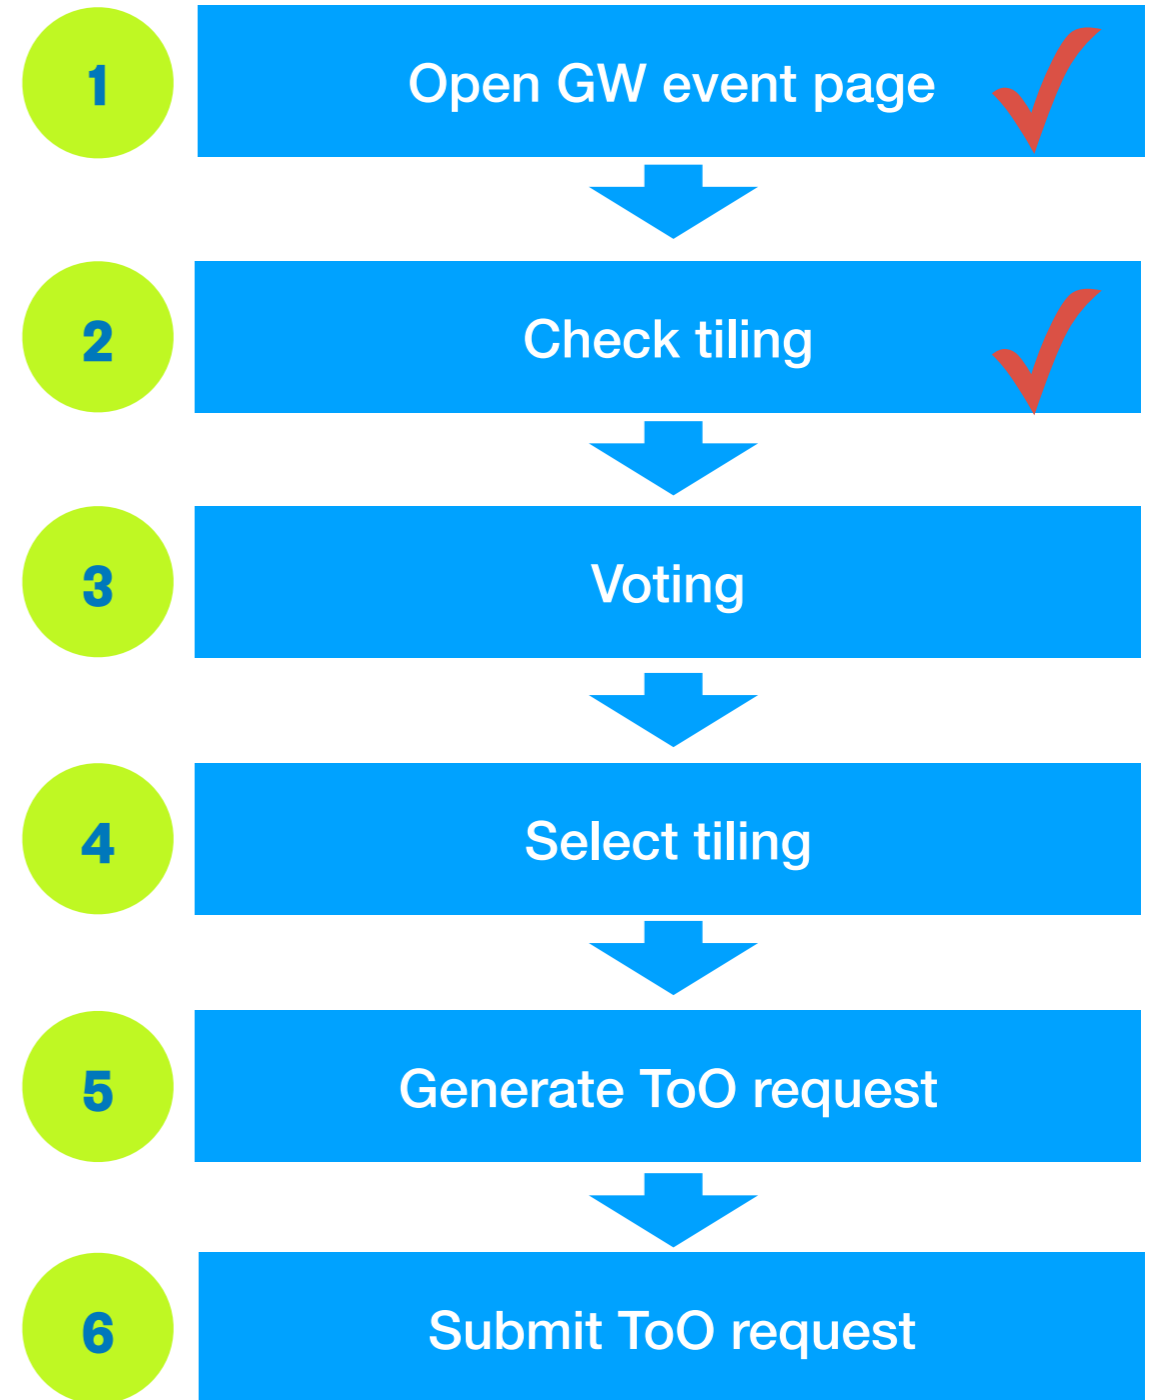 1
Open GW event page
2
Check tiling
3
Voting
4
Select tiling
5
Generate ToO request
6
Submit ToO request